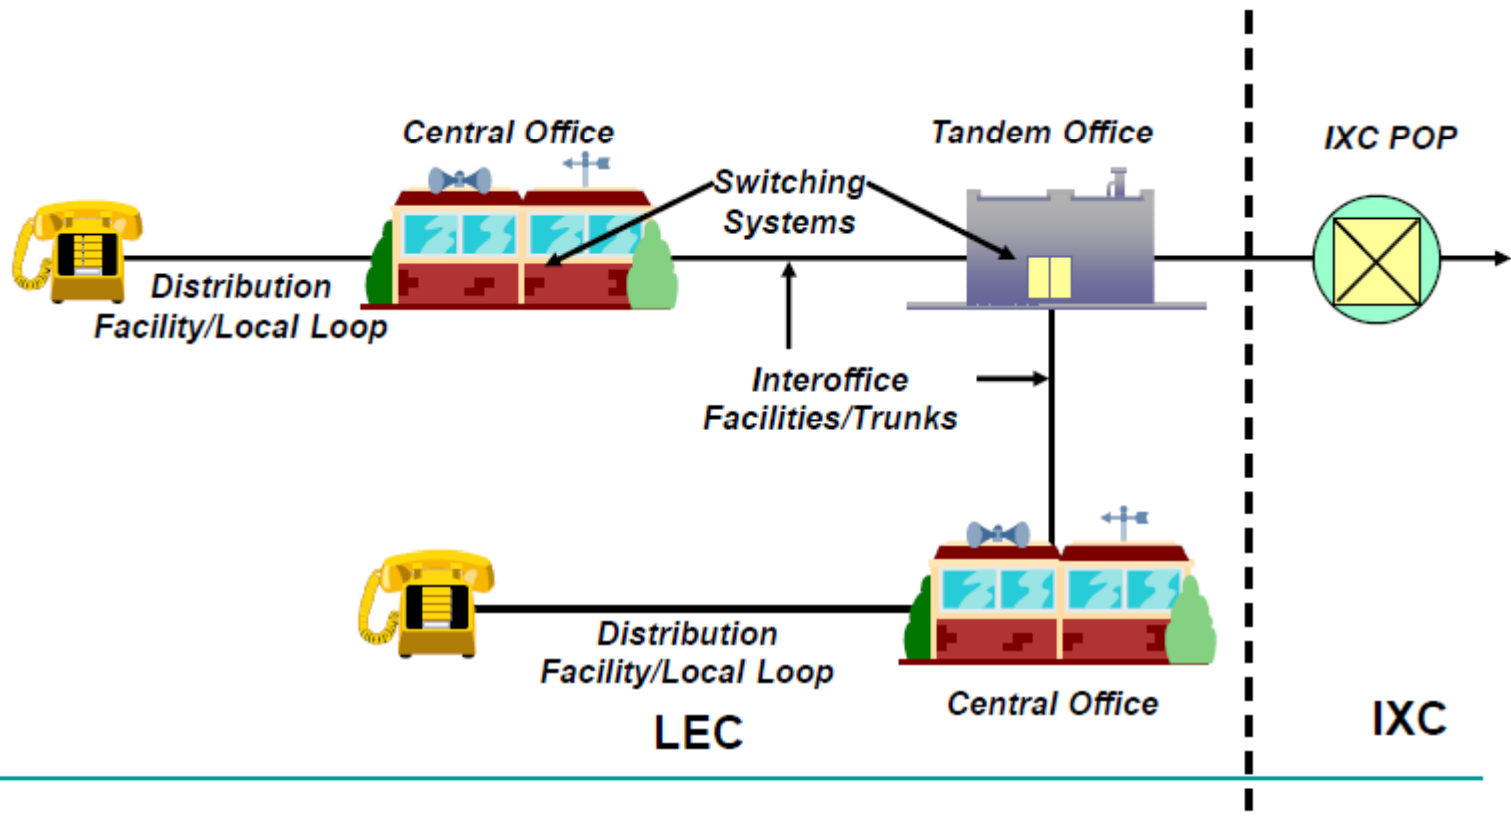 Central Office
Tandem Office
IXC POP
Switching
Systems
Distribution
Facility/Local Loop
Interoffice
Facilities/Trunks
Distribution
Facility/Local Loop
Central Office
LEC
IXC